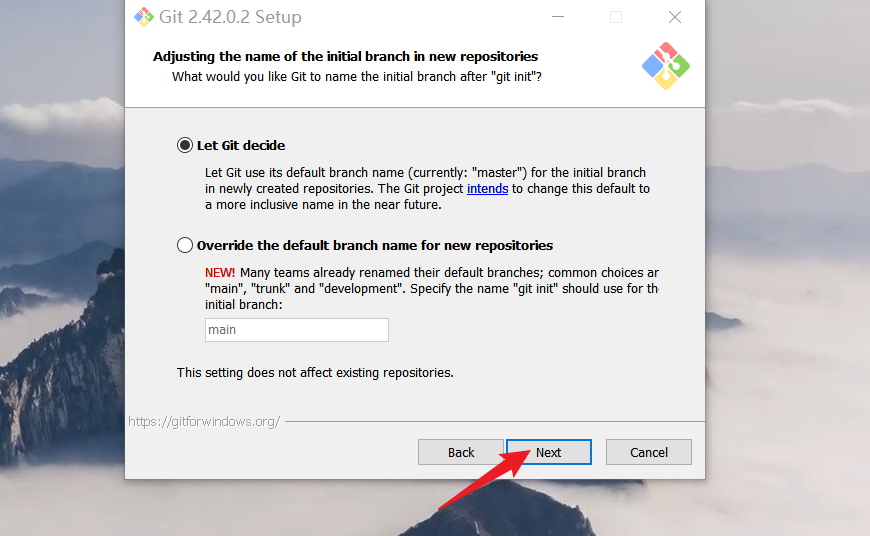 Git 2.42.0.2 Setup
Adjusting the name of the initial branch in new repositories
What would you like Git to name the initial branch after "git init"?
Let Git decide
Let Git use its default branch name (currently: "master") for the initial branch
in newly created repositories. The Git project intends to change this default to
a more inclusive name in the near future.
Override the default branch name for new repositories
NEW! Many teams already renamed their default branches; common choices ar
"main", "trunk" and "development". Specify the name "git init" should use for the
initial branch:
main
This setting does not affect existing repositories.
https://gitforwindows.org/
Back
Next
Cancel